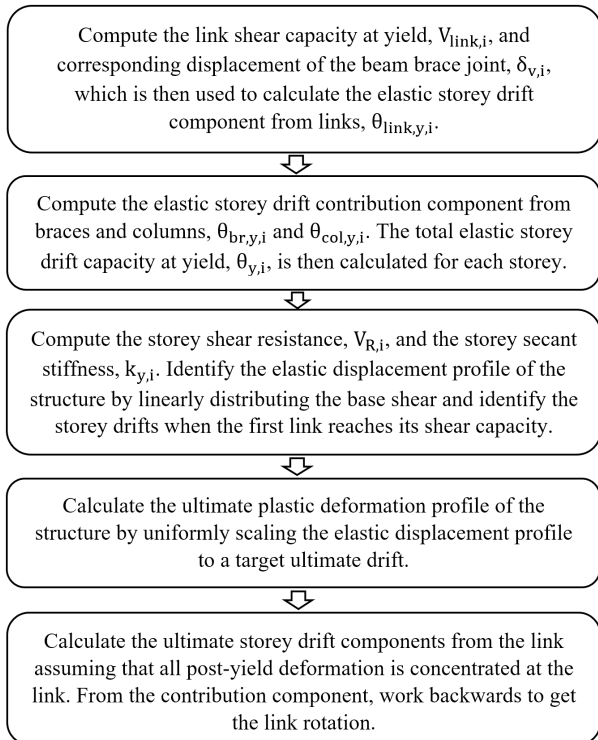 Compute the link shear capacity at yield, V_link,i, and
corresponding displacement of the beam brace joint, δ_v,i,
which is then used to calculate the elastic storey drift
component from links, θ_link,y,i.
Compute the elastic storey drift contribution component from
braces and columns, θ_br,y,i and θ_col,y,i. The total elastic storey
drift capacity at yield, θ_y,i, is then calculated for each storey.
Compute the storey shear resistance, V_R,i, and the storey secant
stiffness, k_y,i. Identify the elastic displacement profile of the
structure by linearly distributing the base shear and identify the
storey drifts when the first link reaches its shear capacity.
Calculate the ultimate plastic deformation profile of the
structure by uniformly scaling the elastic displacement profile
to a target ultimate drift.
Calculate the ultimate storey drift components from the link
assuming that all post-yield deformation is concentrated at the
link. From the contribution component, work backwards to get
the link rotation.